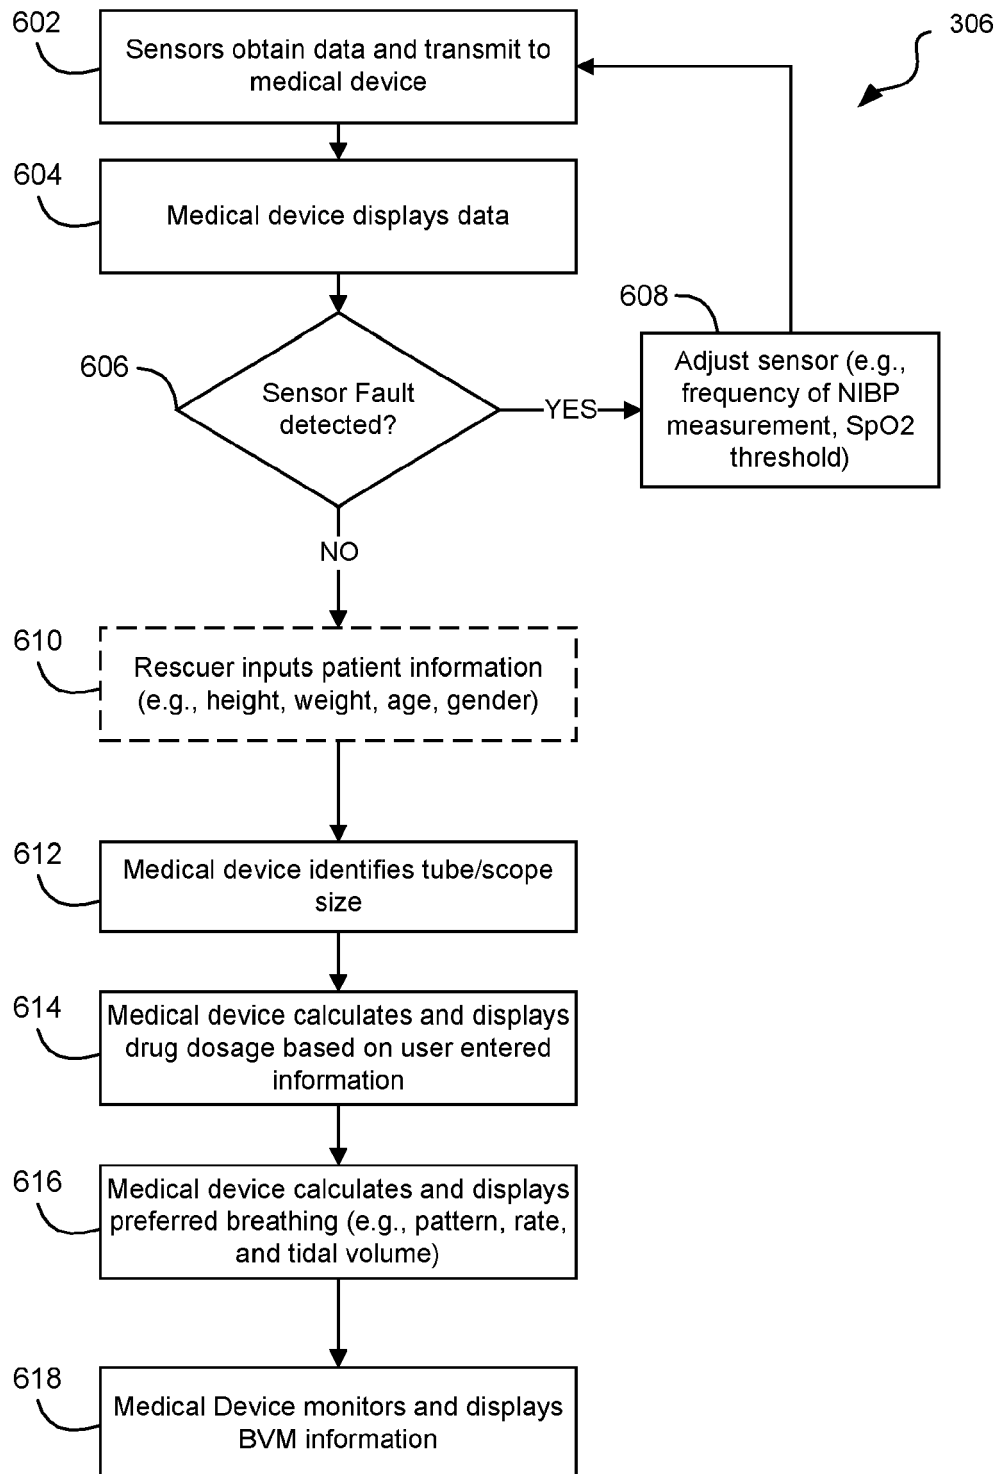 602
Sensors obtain data and transmit to
medical device
306
604
Medical device displays data
608
606
Sensor Fault
detected?
YES
Adjust sensor (e.g.,
frequency of NIBP
measurement, SpO2
threshold)
NO
610
Rescuer inputs patient information
(e.g., height, weight, age, gender)
612
Medical device identifies tube/scope
size
614
Medical device calculates and displays
drug dosage based on user entered
information
616
Medical device calculates and displays
preferred breathing (e.g., pattern, rate,
and tidal volume)
618
Medical Device monitors and displays
BVM information